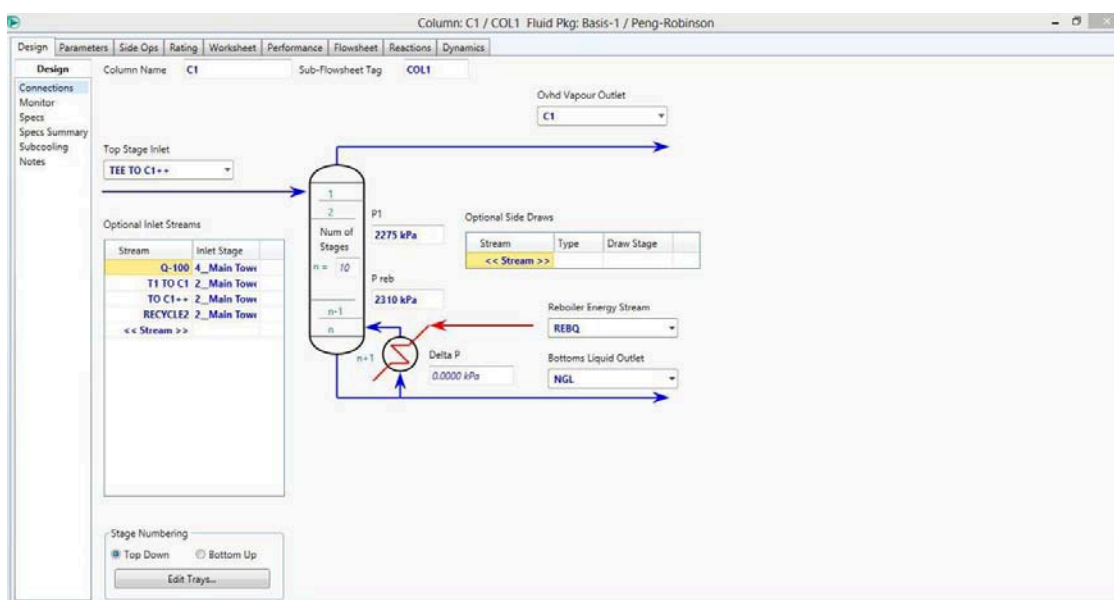 Column: C1 / COL1 Fluid Pkg: Basis-1 / Peng-Robinson
Design Parameters Side Ops Rating Worksheet Performance Flowsheet Reactions Dynamics
Design
Connections
Monitor
Specs
Specs Summary
Subcooling
Notes
Column Name C1 Sub-Flowsheet Tag COL1
Ovhd Vapour Outlet
C1
Top Stage Inlet
TEE TO C1++
Optional Inlet Streams
Stream Inlet Stage
Q-100 4_Main Towe
T1 TO C1 2_Main Towe
TO C1++ 2_Main Towe
RECYCLE2 2_Main Towe
<< Stream >>
1
2
Num of
Stages
n = 10
n-1
n
n+1
P1
2275 kPa
P reb
2310 kPa
Delta P
0.0000 kPa
Optional Side Draws
Stream Type Draw Stage
<< Stream >>
Reboiler Energy Stream
REBQ
Bottoms Liquid Outlet
NGL
Stage Numbering
Top Down Bottom Up
Edit Trays...